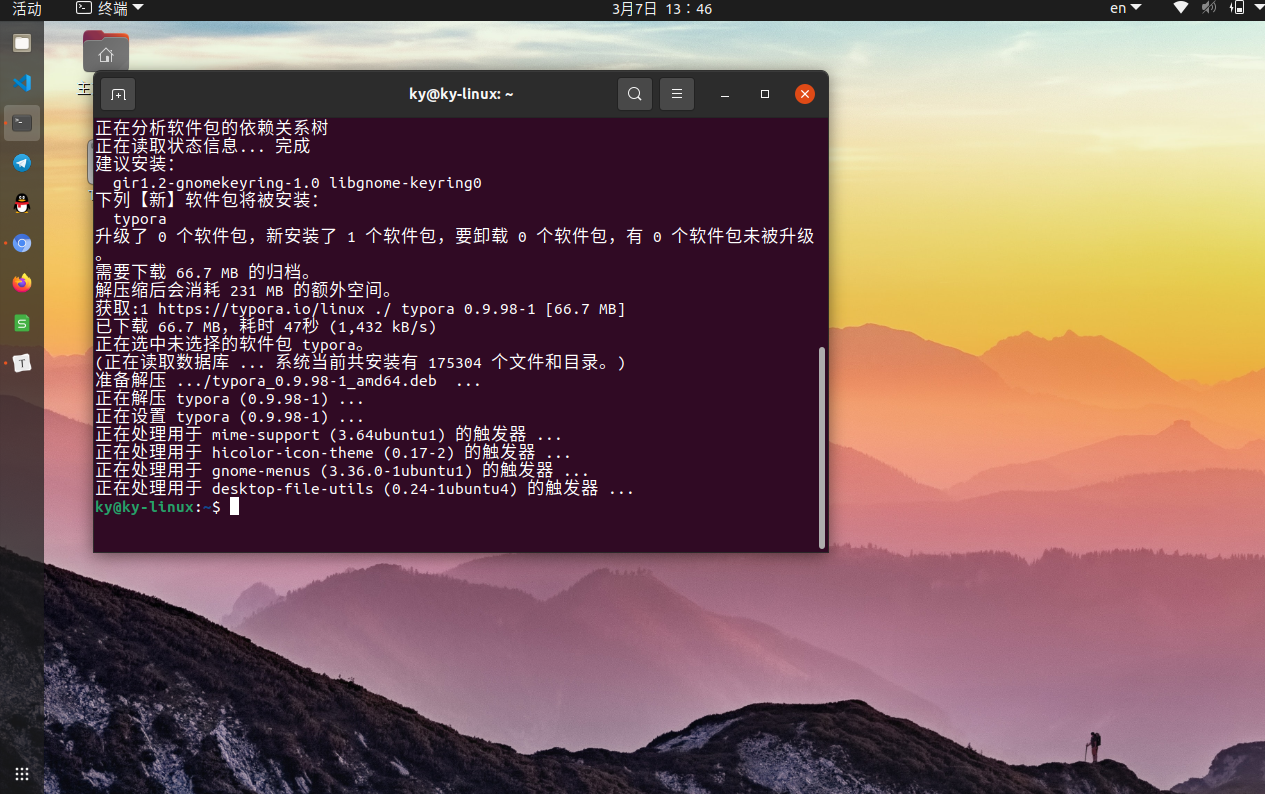 活动
终端
3月7日 13：46
en
主
ky@ky-linux: ~
正在分析软件包的依赖关系树
正在读取状态信息... 完成
建议安装：
gir1.2-gnomekeyring-1.0 libgnome-keyring0
下列【新】软件包将被安装：
typora
升级了 0 个软件包，新安装了 1 个软件包，要卸载 0 个软件包，有 0 个软件包未被升级
。
需要下载 66.7 MB 的归档。
解压缩后会消耗 231 MB 的额外空间。
获取:1 https://typora.io/linux ./ typora 0.9.98-1 [66.7 MB]
已下载 66.7 MB，耗时 47秒 (1,432 kB/s)
正在选中未选择的软件包 typora。
(正在读取数据库 ... 系统当前共安装有 175304 个文件和目录。)
准备解压 .../typora_0.9.98-1_amd64.deb  ...
正在解压 typora (0.9.98-1) ...
正在设置 typora (0.9.98-1) ...
正在处理用于 mime-support (3.64ubuntu1) 的触发器 ...
正在处理用于 hicolor-icon-theme (0.17-2) 的触发器 ...
正在处理用于 gnome-menus (3.36.0-1ubuntu1) 的触发器 ...
正在处理用于 desktop-file-utils (0.24-1ubuntu4) 的触发器 ...
ky@ky-linux:~$
S
T